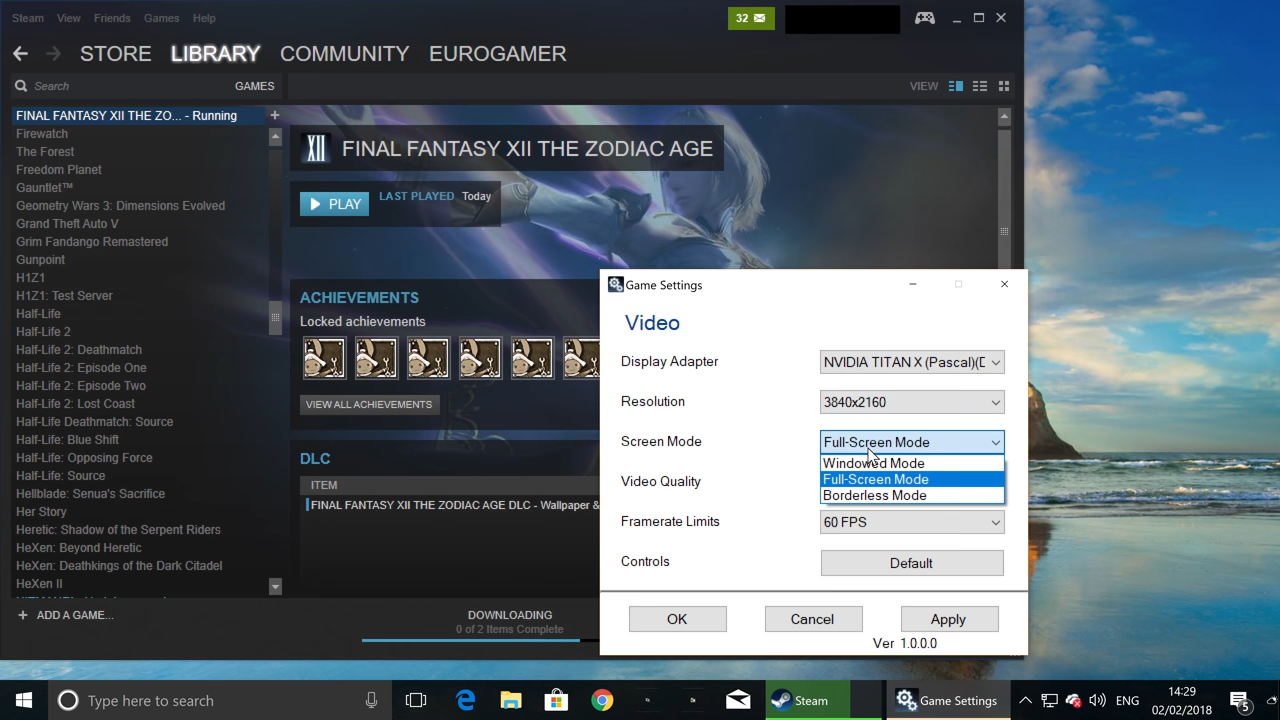 Steam View Friends Games Help
32
STORE LIBRARY COMMUNITY EUROGAMER
Search GAMES
VIEW
FINAL FANTASY XII THE ZO... - Running
Firewatch
The Forest
Freedom Planet
Gauntlet™
Geometry Wars 3: Dimensions Evolved
Grand Theft Auto V
Grim Fandango Remastered
Gunpoint
H1Z1
H1Z1: Test Server
Half-Life
Half-Life 2
Half-Life 2: Deathmatch
Half-Life 2: Episode One
Half-Life 2: Episode Two
Half-Life 2: Lost Coast
Half-Life Deathmatch: Source
Half-Life: Blue Shift
Half-Life: Opposing Force
Half-Life: Source
Hellblade: Senua's Sacrifice
Her Story
Heretic: Shadow of the Serpent Riders
HeXen: Beyond Heretic
HeXen: Deathkings of the Dark Citadel
HeXen II
+ ADD A GAME...
XII FINAL FANTASY XII THE ZODIAC AGE
PLAY LAST PLAYED Today
ACHIEVEMENTS
Locked achievements
VIEW ALL ACHIEVEMENTS
DLC
ITEM
FINAL FANTASY XII THE ZODIAC AGE DLC - Wallpaper &
DOWNLOADING
0 of 2 Items Complete
Game Settings
Video
Display Adapter NVIDIA TITAN X (Pascal)(D
Resolution 3840x2160
Screen Mode Full-Screen Mode
Windowed Mode
Full-Screen Mode
Borderless Mode
Video Quality
Framerate Limits 60 FPS
Controls Default
OK Cancel Apply
Ver 1.0.0.0
Type here to search
Steam
Game Settings
ENG
14:29
02/02/2018
5